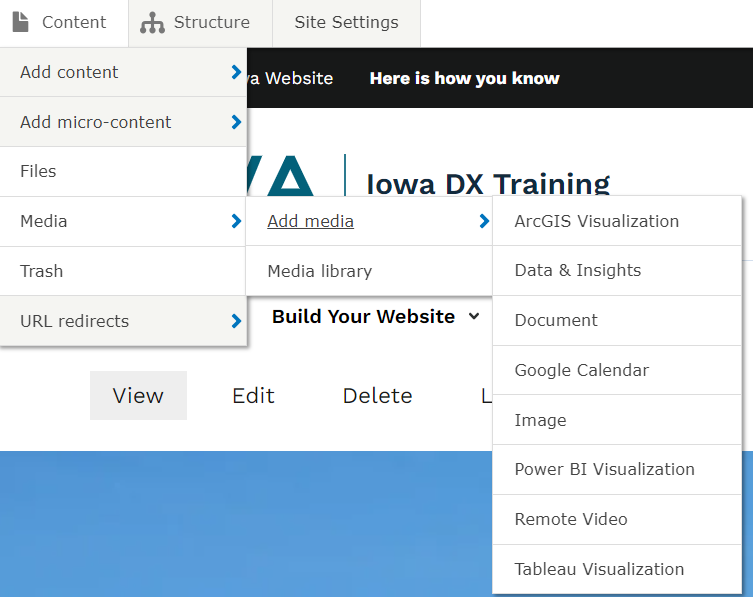 Content
Structure
Site Settings
Add content
Add micro-content
Files
Media
Trash
URL redirects
Website
Here is how you know
Iowa DX Training
Add media
Media library
ArcGIS Visualization
Data & Insights
Document
Google Calendar
Image
Power BI Visualization
Remote Video
Tableau Visualization
Build Your Website
View
Edit
Delete